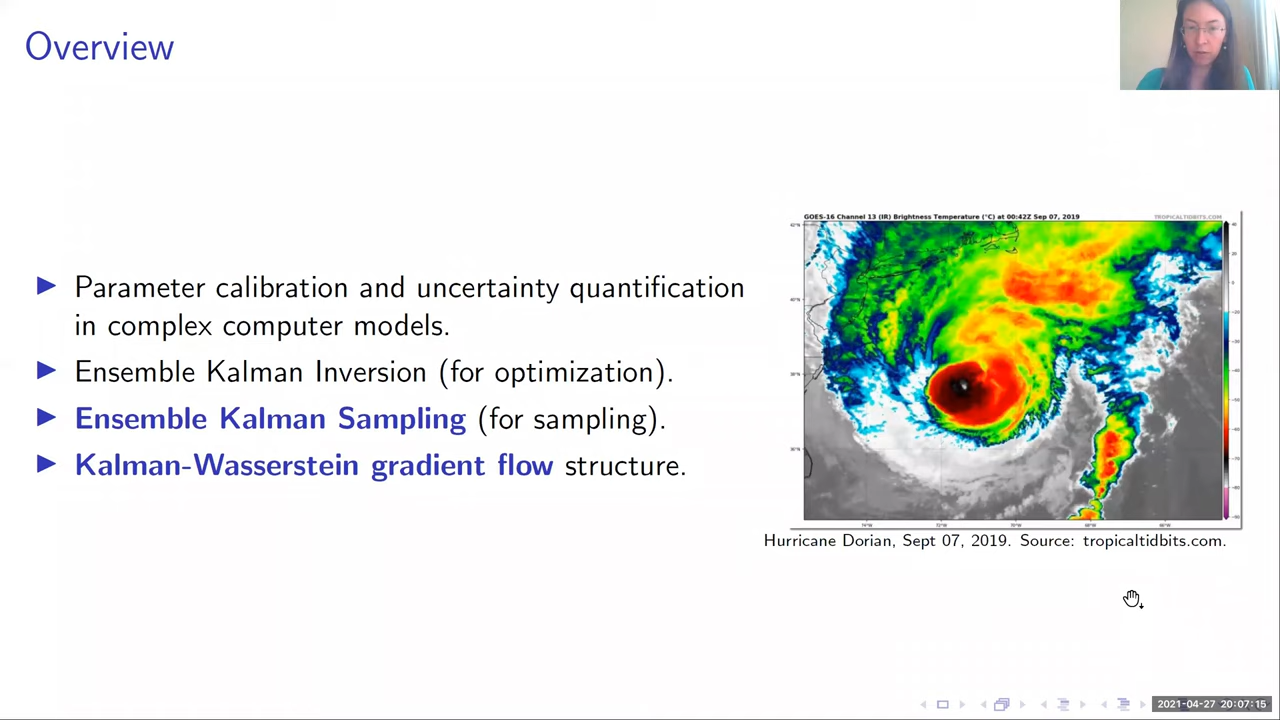 Overview
Parameter calibration and uncertainty quantification
in complex computer models.
Ensemble Kalman Inversion (for optimization).
Ensemble Kalman Sampling (for sampling).
Kalman-Wasserstein gradient flow structure.
GOES-16 Channel 13 (IR) Brightness Temperature (°C) at 00:42Z Sep 07, 2019
TROPICALTIDBITS.COM
Hurricane Dorian, Sept 07, 2019. Source: tropicaltidbits.com.
2021-04-27 20:07:15